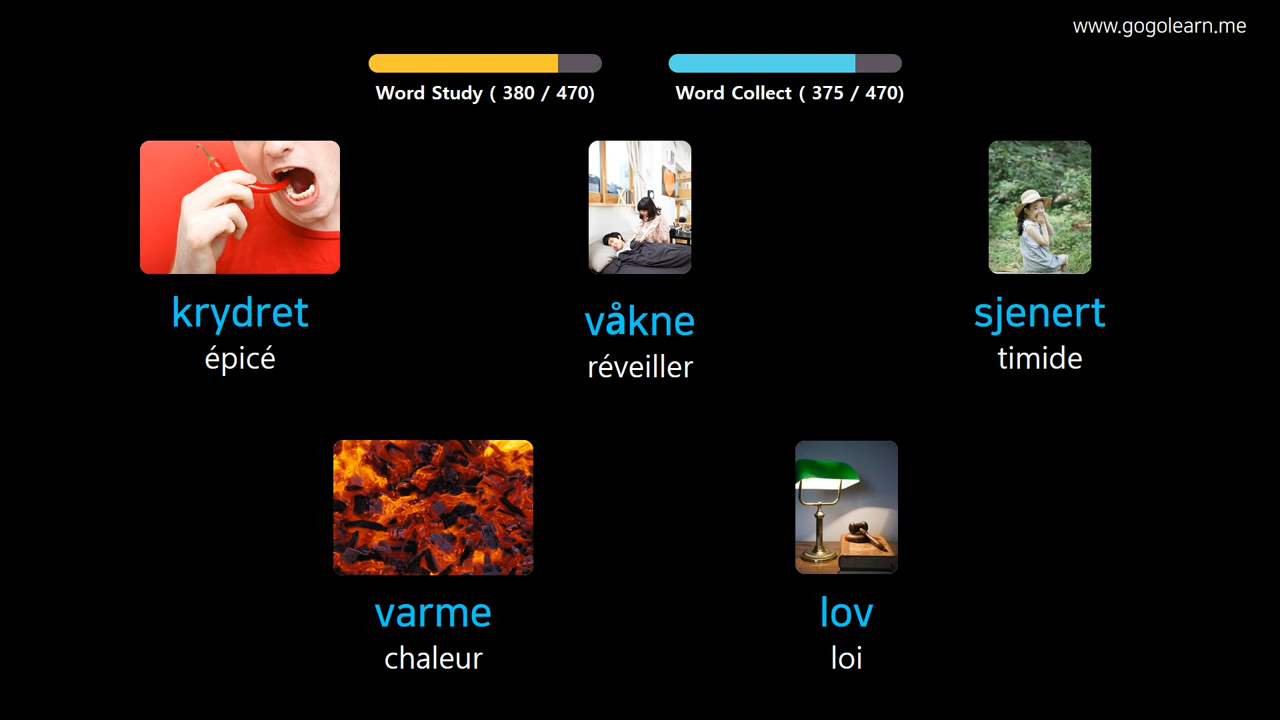 www.gogolearn.me
Word Study ( 380 / 470)
Word Collect ( 375 / 470)
krydret
épicé
våkne
réveiller
sjenert
timide
varme
chaleur
lov
loi